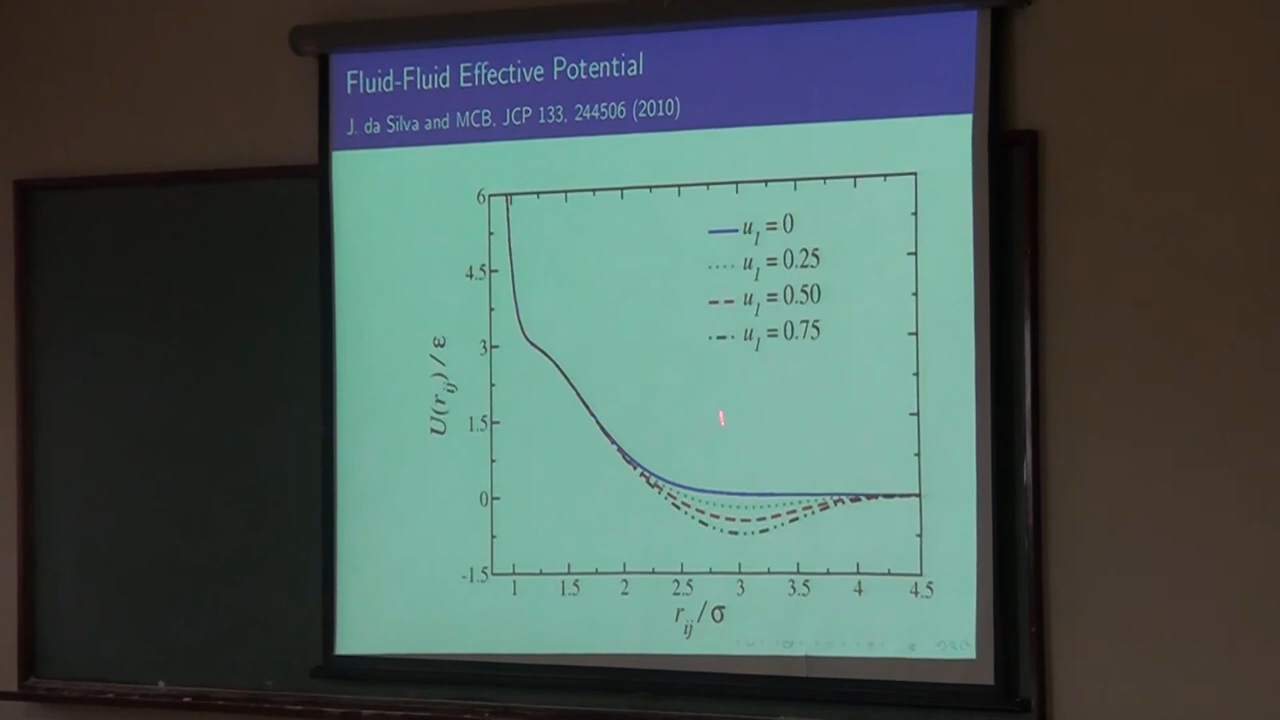 Fluid-Fluid Effective Potential
J. da Silva and MCB, JCP 133, 244506 (2010)
6
4.5
3
1.5
0
-1.5
U(r_ij)/ε
u_1 = 0
u_1 = 0.25
u_1 = 0.50
u_1 = 0.75
1 1.5 2 2.5 3 3.5 4 4.5
r_ij/σ